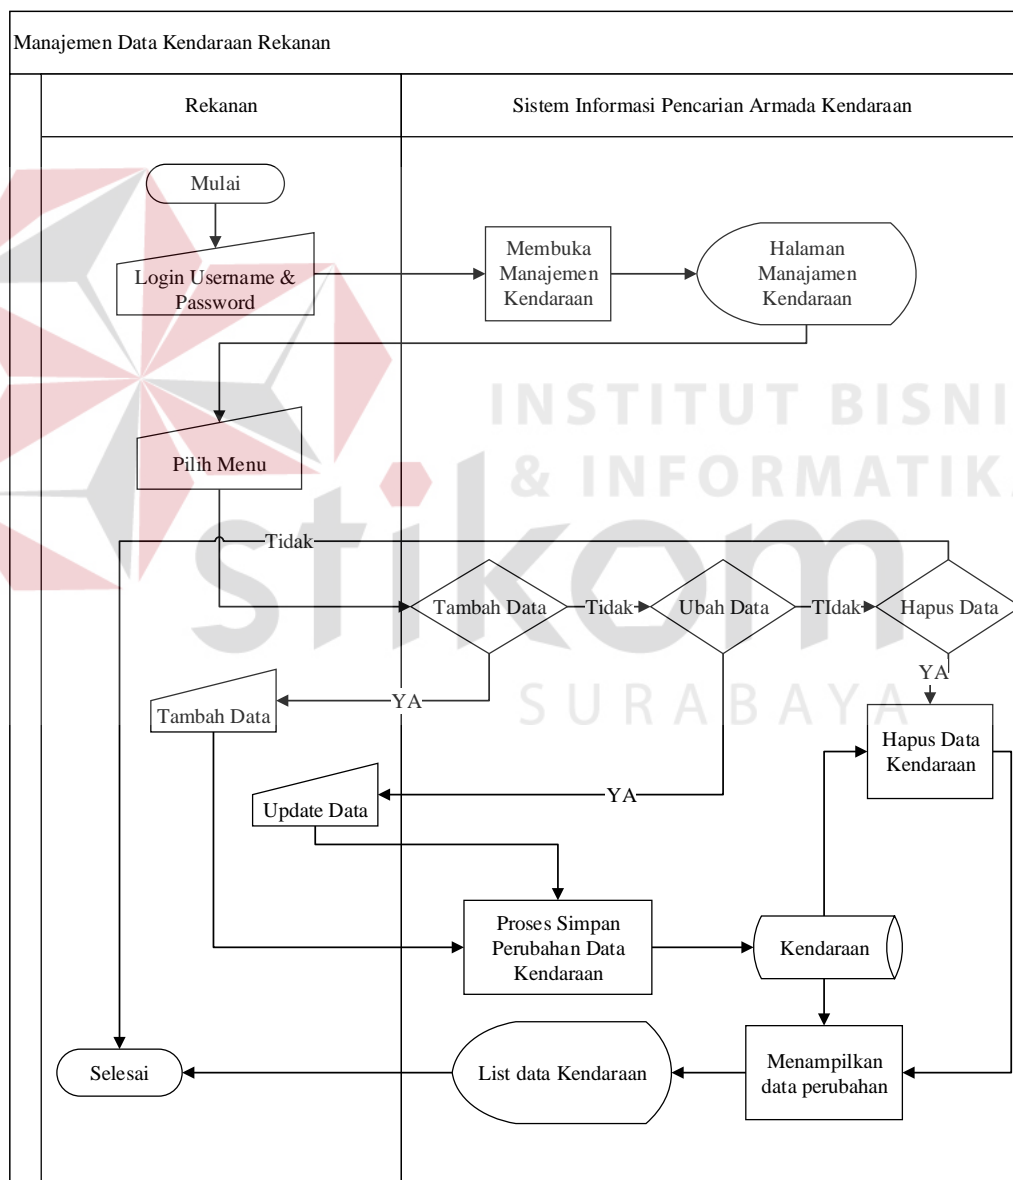 Manajemen Data Kendaraan Rekanan
Rekanan
Sistem Informasi Pencarian Armada Kendaraan
Mulai
Login Username &
Password
Membuka
Manajemen
Kendaraan
Halaman
Manajamen
Kendaraan
INSTITUT BISNI
Pilih Menu
& INFORMATIKA
stikom
Tidak
Tambah Data
Tidak
Ubah Data
TIdak
Hapus Data
YA
SURABAYA
YA
Tambah Data
Hapus Data
Kendaraan
YA
Update Data
Proses Simpan
Perubahan Data
Kendaraan
Kendaraan
Selesai
List data Kendaraan
Menampilkan
data perubahan